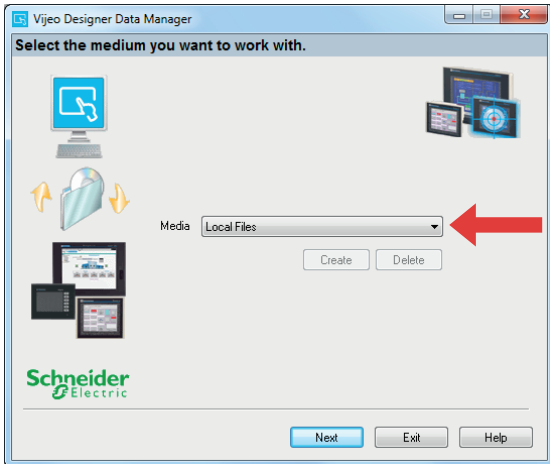 Vijeo Designer Data Manager
Select the medium you want to work with.
Media Local Files
Create Delete
Schneider
Electric
Next Exit Help